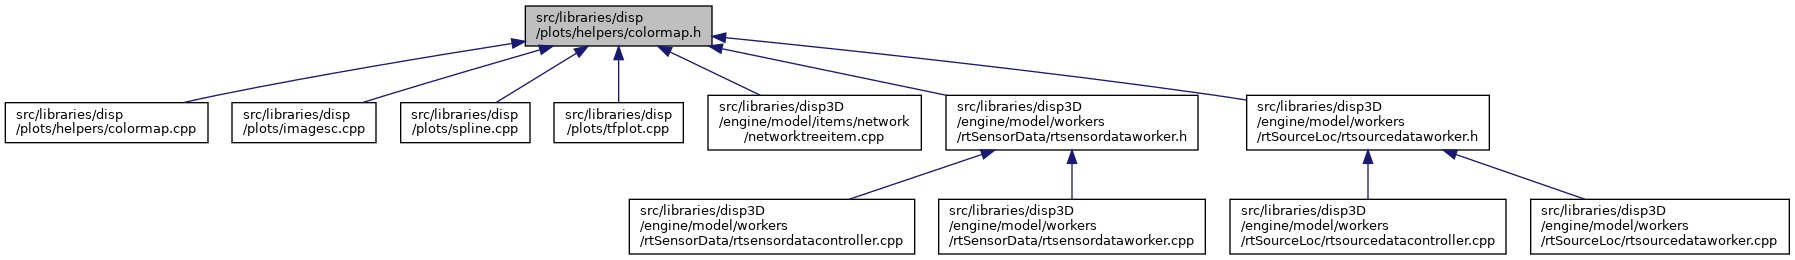 src/libraries/disp
/plots/helpers/colormap.h
src/libraries/disp
/plots/helpers/colormap.cpp
src/libraries/disp
/plots/imagesc.cpp
src/libraries/disp
/plots/spline.cpp
src/libraries/disp
/plots/tfplot.cpp
src/libraries/disp3D
/engine/model/items/network
/networktreeitem.cpp
src/libraries/disp3D
/engine/model/workers
/rtSensorData/rtsensordataworker.h
src/libraries/disp3D
/engine/model/workers
/rtSourceLoc/rtsourcedataworker.h
src/libraries/disp3D
/engine/model/workers
/rtSensorData/rtsensordatacontroller.cpp
src/libraries/disp3D
/engine/model/workers
/rtSensorData/rtsensordataworker.cpp
src/libraries/disp3D
/engine/model/workers
/rtSourceLoc/rtsourcedatacontroller.cpp
src/libraries/disp3D
/engine/model/workers
/rtSourceLoc/rtsourcedataworker.cpp